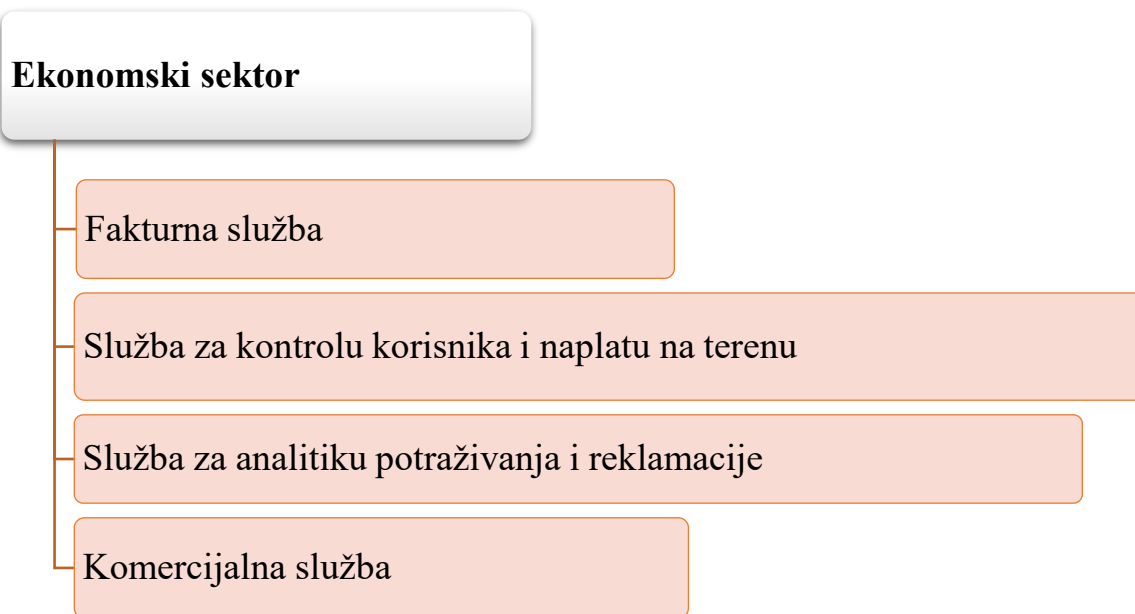 Ekonomski sektor
Fakturna služba
Služba za kontrolu korisnika i naplatu na terenu
Služba za analitiku potraživanja i reklamacije
Komercijalna služba